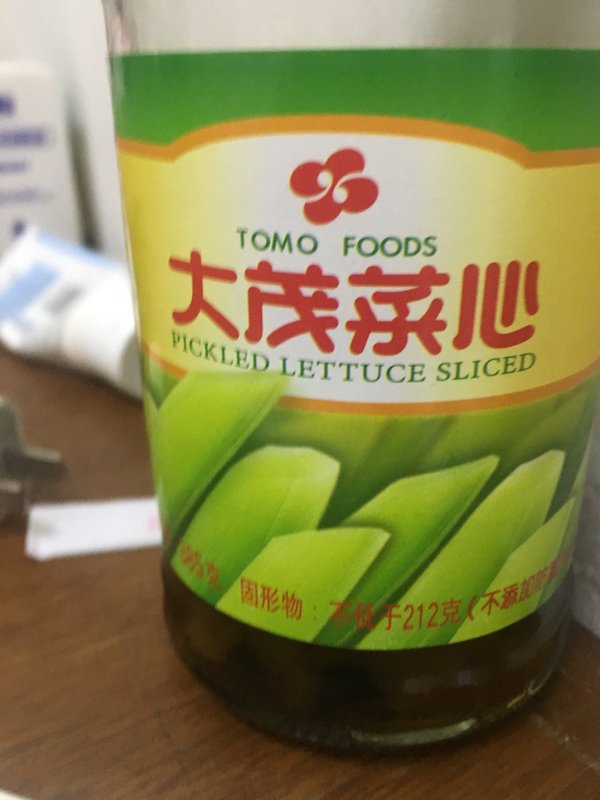 TOMO FOODS
大茂菜心
PICKLED LETTUCE SLICED
固形物：不低于212克（不添加防